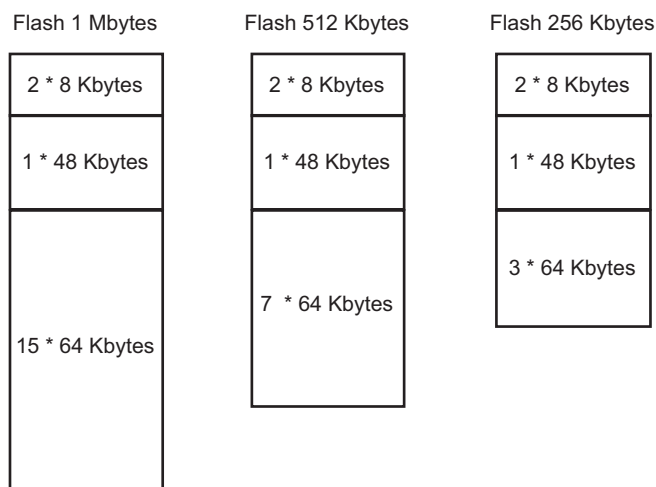 Flash 1 Mbytes
2 * 8 Kbytes
1 * 48 Kbytes
15 * 64 Kbytes
Flash 512 Kbytes
2 * 8 Kbytes
1 * 48 Kbytes
7 * 64 Kbytes
Flash 256 Kbytes
2 * 8 Kbytes
1 * 48 Kbytes
3 * 64 Kbytes